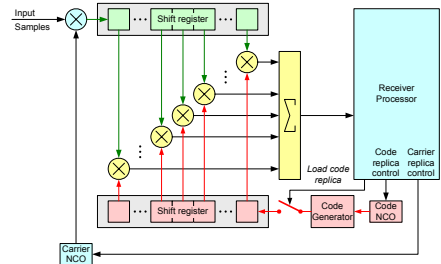 Input
Samples
Shift register
Receiver
Processor
Code
replica
control
Carrier
replica
control
Load code
replica
Shift register
Code
Generator
Code
NCO
Carrier
NCO